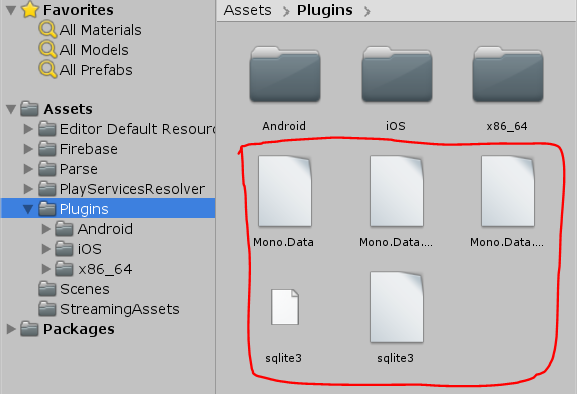 Favorites
All Materials
All Models
All Prefabs
Assets
Editor Default Resour
Firebase
Parse
PlayServicesResolver
Plugins
Android
iOS
x86_64
Scenes
StreamingAssets
Packages
Assets > Plugins >
Android iOS x86_64
Mono.Data Mono.Data.... Mono.Data....
sqlite3 sqlite3